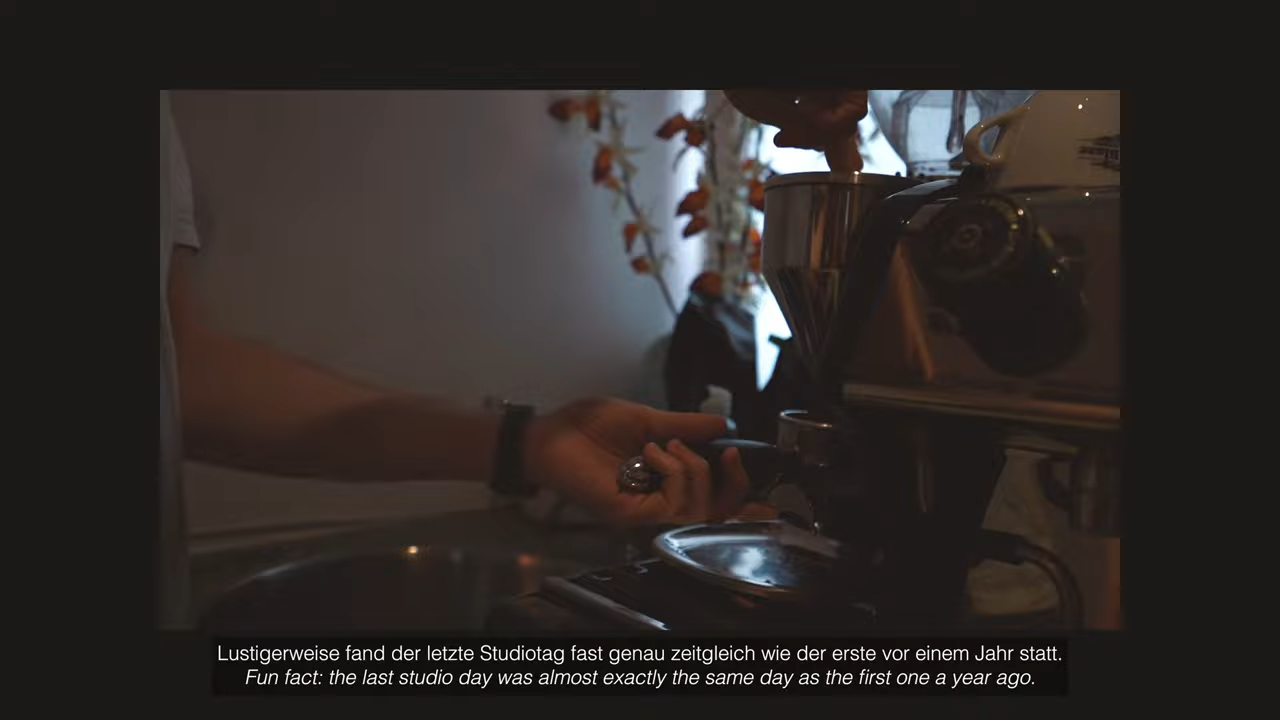 Lustigerweise fand der letzte Studiotag fast genau zeitgleich wie der erste vor einem Jahr statt.
Fun fact: the last studio day was almost exactly the same day as the first one a year ago.